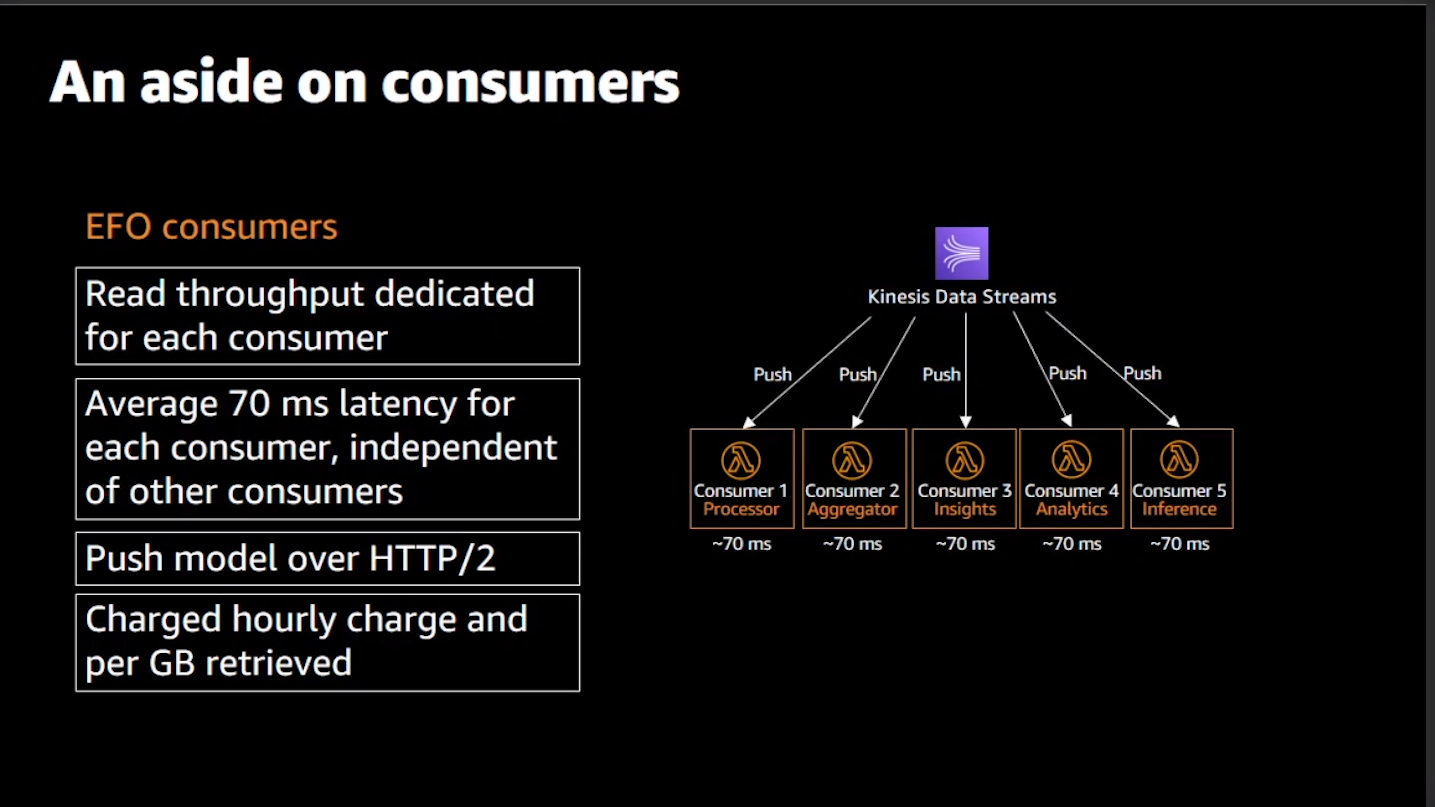 An aside on consumers
EFO consumers
Read throughput dedicated
for each consumer
Average 70 ms latency for
each consumer, independent
of other consumers
Push model over HTTP/2
Charged hourly charge and
per GB retrieved
Kinesis Data Streams
Push
Push
Push
Push
Push
Consumer 1
Processor
~70 ms
Consumer 2
Aggregator
~70 ms
Consumer 3
Insights
~70 ms
Consumer 4
Analytics
~70 ms
Consumer 5
Inference
~70 ms